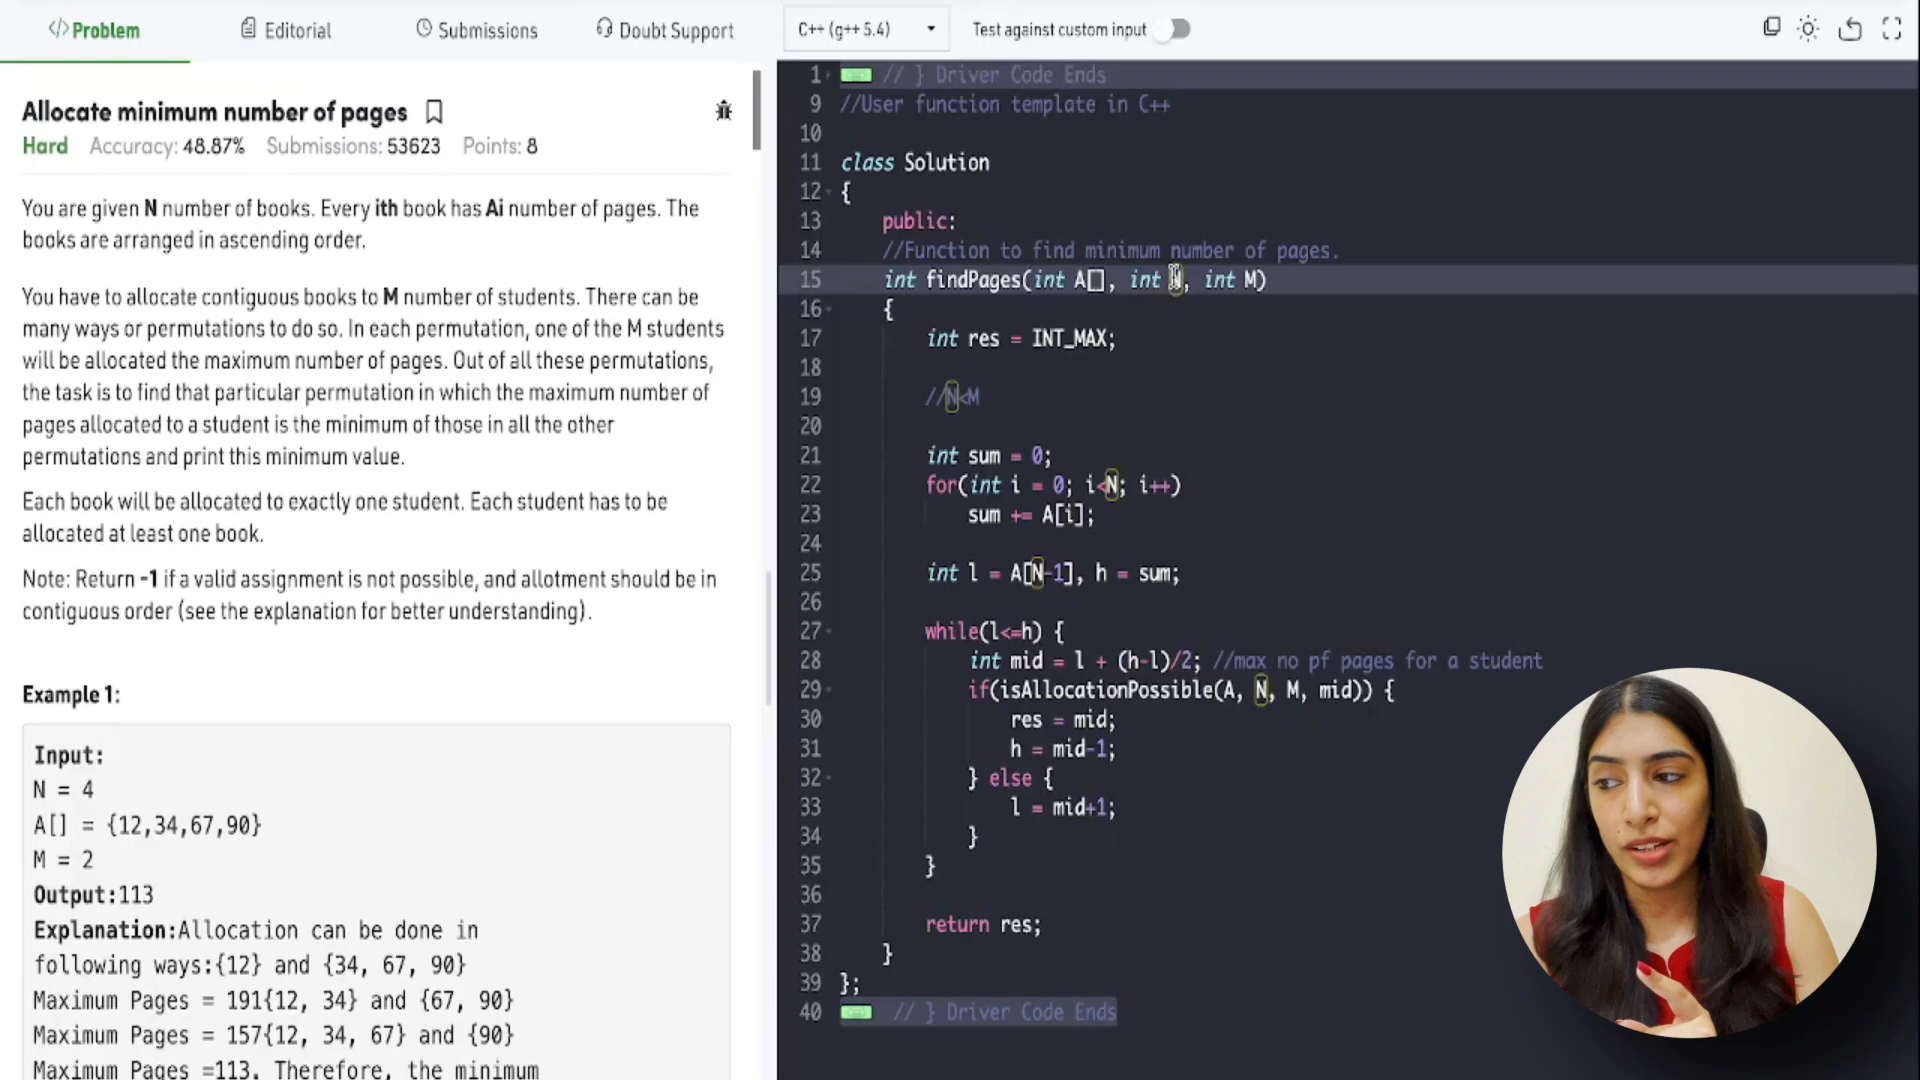 </>Problem
Editorial
Submissions
Doubt Support
C++ (g++ 5.4)
Test against custom input
Allocate minimum number of pages
Hard Accuracy: 48.87% Submissions: 53623 Points: 8
You are given N number of books. Every ith book has Ai number of pages. The
books are arranged in ascending order.
You have to allocate contiguous books to M number of students. There can be
many ways or permutations to do so. In each permutation, one of the M students
will be allocated the maximum number of pages. Out of all these permutations,
the task is to find that particular permutation in which the maximum number of
pages allocated to a student is the minimum of those in all the other
permutations and print this minimum value.
Each book will be allocated to exactly one student. Each student has to be
allocated at least one book.
Note: Return -1 if a valid assignment is not possible, and allotment should be in
contiguous order (see the explanation for better understanding).
Example 1:
Input:
N = 4
A[] = {12,34,67,90}
M = 2
Output:113
Explanation:Allocation can be done in
following ways:{12} and {34, 67, 90}
Maximum Pages = 191{12, 34} and {67, 90}
Maximum Pages = 157{12, 34, 67} and {90}
Maximum Pages =113. Therefore, the minimum
1 // } Driver Code Ends
9 //User function template in C++
10
11 class Solution
12 {
13 public:
14 //Function to find minimum number of pages.
15 int findPages(int A[], int N, int M)
16 {
17 int res = INT_MAX;
18
19 //N<M
20
21 int sum = 0;
22 for(int i = 0; i<N; i++)
23 sum += A[i];
24
25 int l = A[N-1], h = sum;
26
27 while(l<=h) {
28 int mid = l + (h-l)/2; //max no pf pages for a student
29 if(isAllocationPossible(A, N, M, mid)) {
30 res = mid;
31 h = mid-1;
32 } else {
33 l = mid+1;
34 }
35 }
36
37 return res;
38 }
39 };
40 // } Driver Code Ends